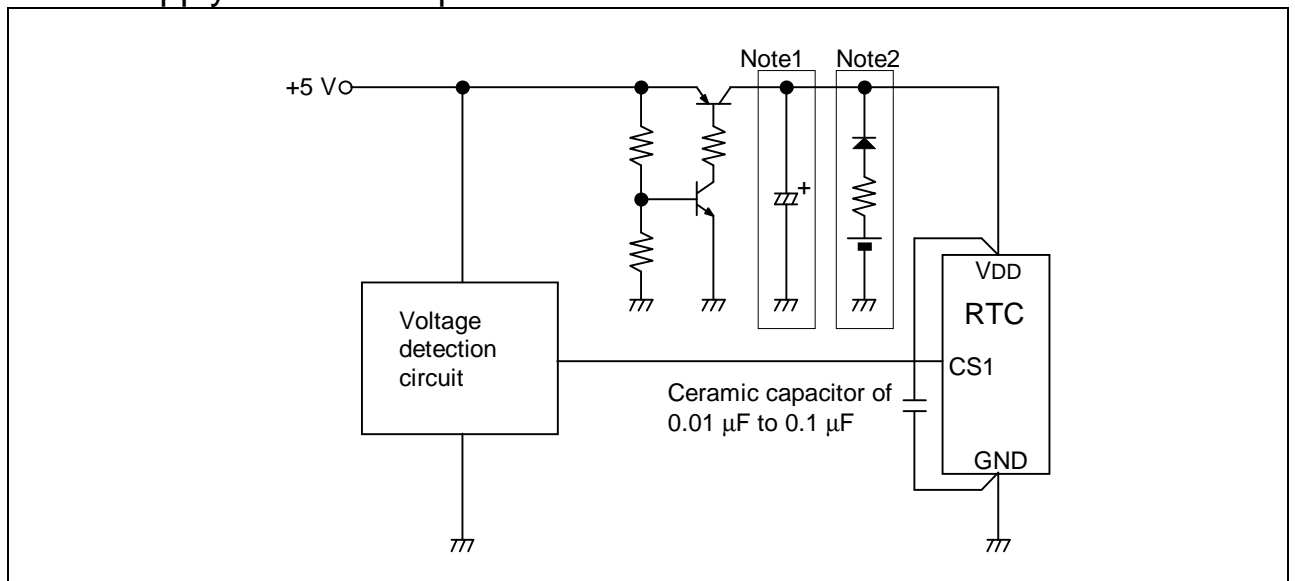 Note1
Note2
+5 V
+
VDD
RTC
CS1
GND
Voltage
detection
circuit
Ceramic capacitor of
0.01 μF to 0.1 μF